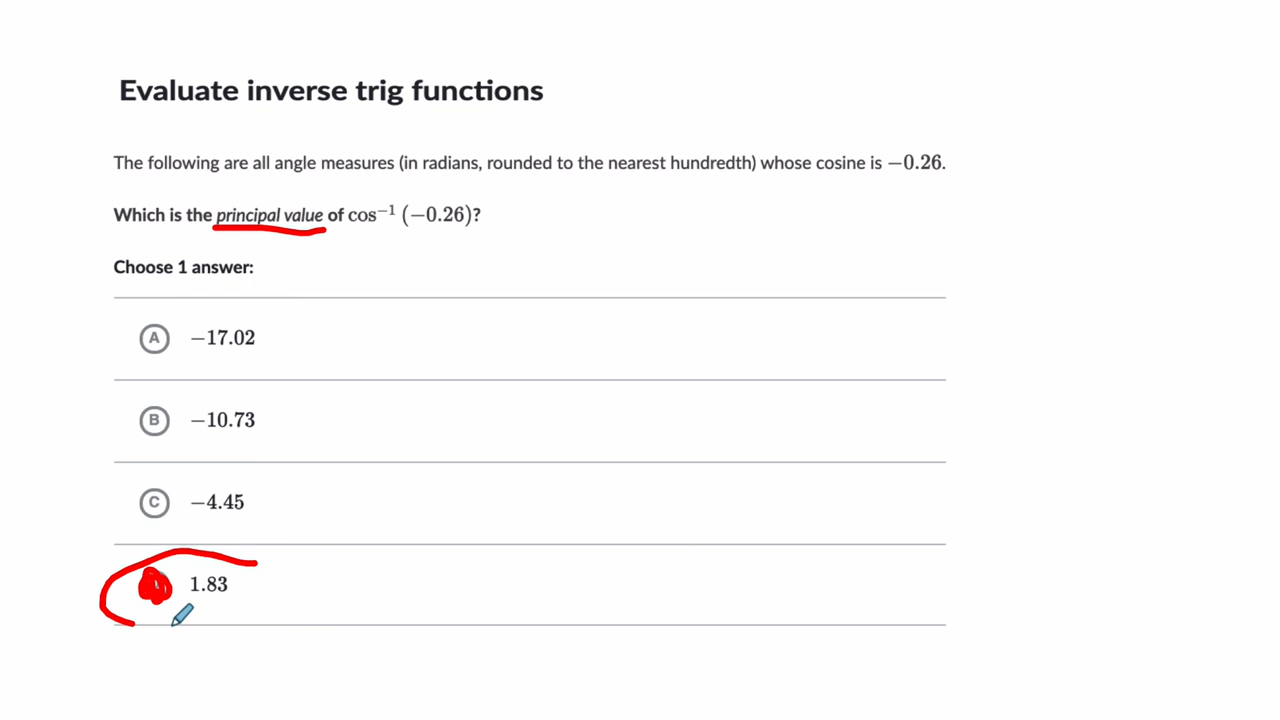 Evaluate inverse trig functions
The following are all angle measures (in radians, rounded to the nearest hundredth) whose cosine is −0.26.
Which is the principal value of cos⁻¹ (−0.26)?
Choose 1 answer:
A −17.02
B −10.73
C −4.45
1.83